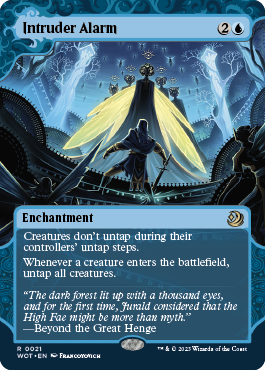 Intruder Alarm 2
Enchantment
Creatures don't untap during their
controllers' untap steps.
Whenever a creature enters the battlefield,
untap all creatures.
"The dark forest lit up with a thousand eyes,
and for the first time, Jurald considered that the
High Fae might be more than myth."
—Beyond the Great Henge
R 0021
WOT • EN Francotovich
™ & © 2023 Wizards of the Coast